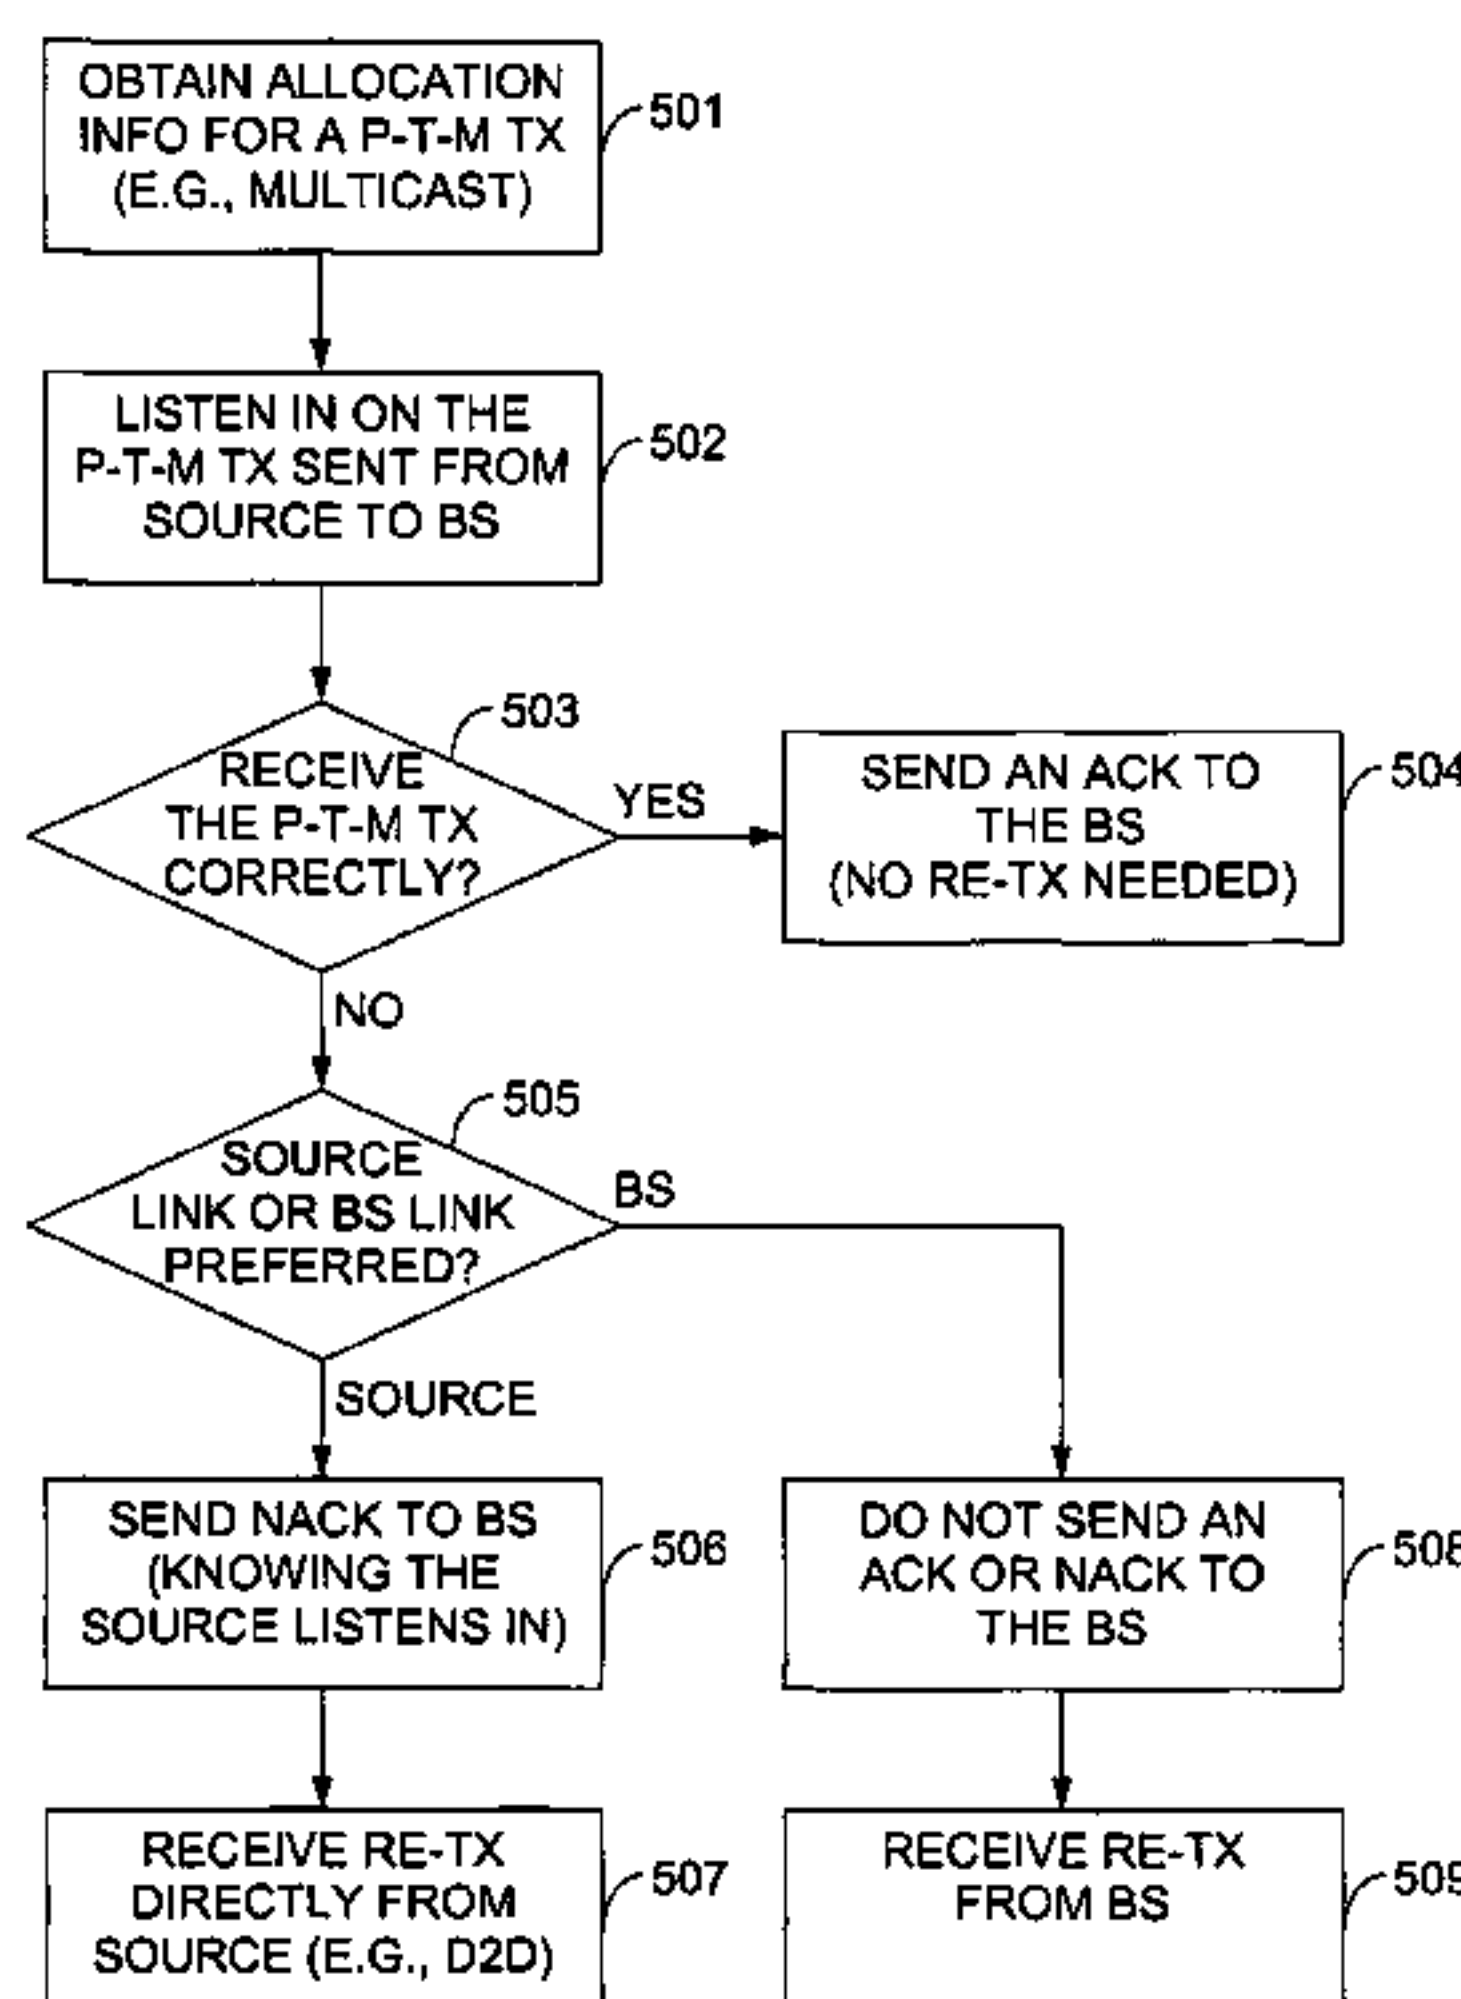 OBTAIN ALLOCATION
INFO FOR A P-T-M TX
(E.G., MULTICAST)
501
LISTEN IN ON THE
P-T-M TX SENT FROM
SOURCE TO BS
502
503
RECEIVE
THE P-T-M TX
CORRECTLY?
YES
SEND AN ACK TO
THE BS
(NO RE-TX NEEDED)
504
NO
505
SOURCE
LINK OR BS LINK
PREFERRED?
BS
SOURCE
SEND NACK TO BS
(KNOWING THE
SOURCE LISTENS IN)
506
DO NOT SEND AN
ACK OR NACK TO
THE BS
508
RECEIVE RE-TX
DIRECTLY FROM
SOURCE (E.G., D2D)
507
RECEIVE RE-TX
FROM BS
509